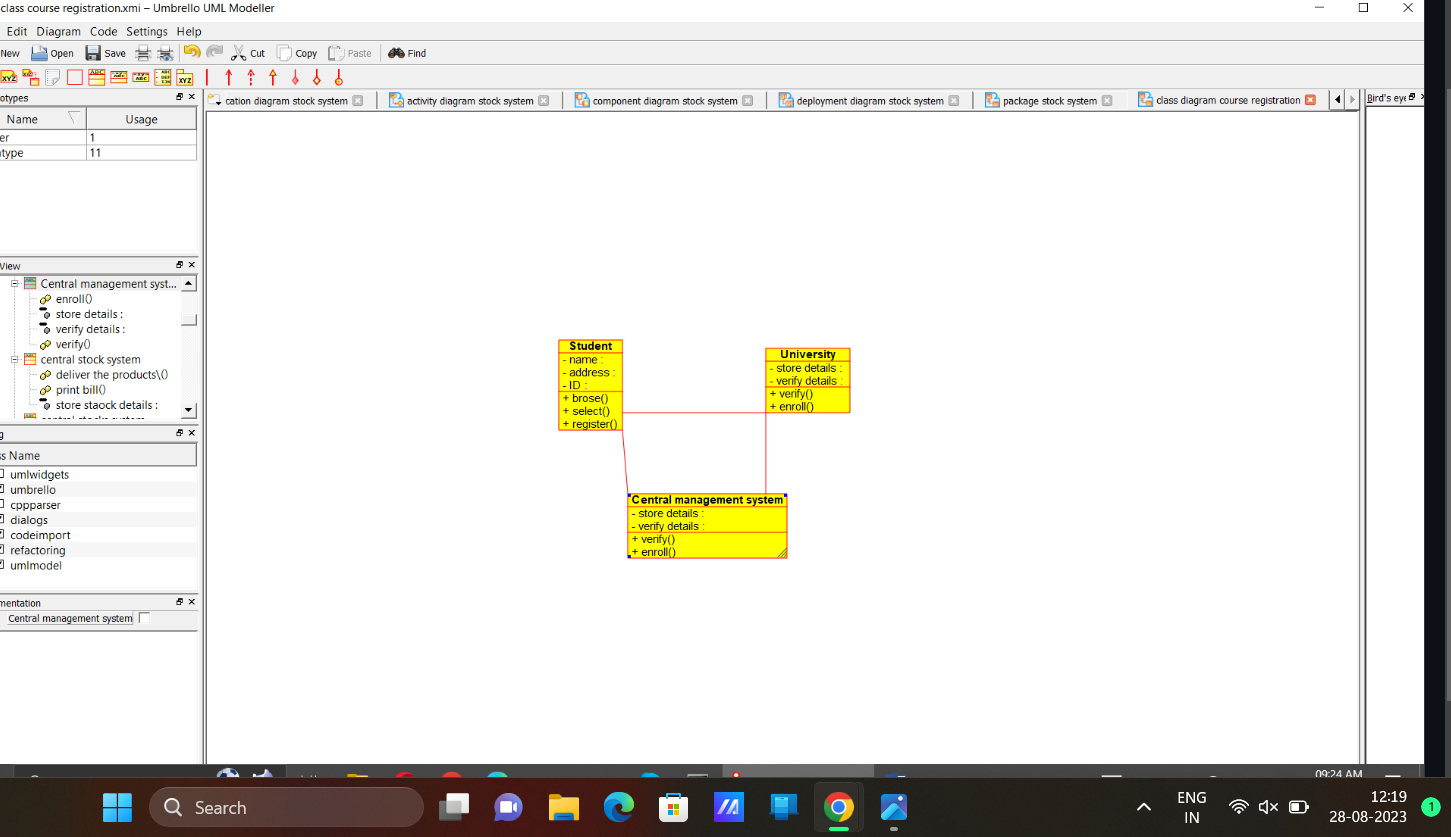 class course registration.xmi – Umbrello UML Modeller
Edit Diagram Code Settings Help
New Open Save Cut Copy Paste Find
otypes
cation diagram stock system activity diagram stock system component diagram stock system deployment diagram stock system package stock system class diagram course registration
Bird's eye
Name Usage
er 1
type 11
View
Central management syst...
enroll()
store details :
verify details :
verify()
central stock system
deliver the products\()
print bill()
store staock details :
g
ss Name
umlwidgets
umbrello
cppparser
dialogs
codeimport
refactoring
umlmodel
mentation
Central management system
Student
- name :
- address :
- ID :
+ brose()
+ select()
+ register()
University
- store details :
- verify details :
+ verify()
+ enroll()
Central management system
- store details :
- verify details :
+ verify()
+ enroll()
09:24 AM
Search
ENG
IN
12:19
28-08-2023
1